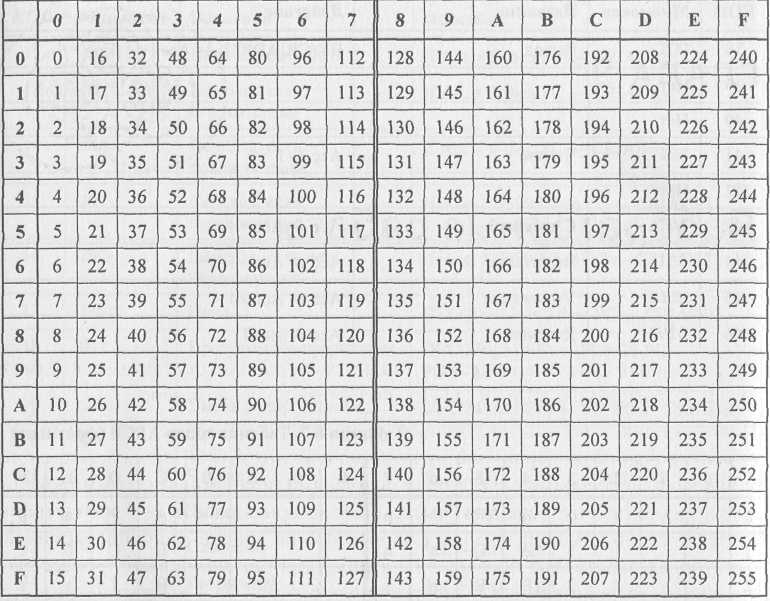 0 1 2 3 4 5 6 7 8 9 A B C D E F
0 0 16 32 48 64 80 96 112 128 144 160 176 192 208 224 240
1 1 17 33 49 65 81 97 113 129 145 161 177 193 209 225 241
2 2 18 34 50 66 82 98 114 130 146 162 178 194 210 226 242
3 3 19 35 51 67 83 99 115 131 147 163 179 195 211 227 243
4 4 20 36 52 68 84 100 116 132 148 164 180 196 212 228 244
5 5 21 37 53 69 85 101 117 133 149 165 181 197 213 229 245
6 6 22 38 54 70 86 102 118 134 150 166 182 198 214 230 246
7 7 23 39 55 71 87 103 119 135 151 167 183 199 215 231 247
8 8 24 40 56 72 88 104 120 136 152 168 184 200 216 232 248
9 9 25 41 57 73 89 105 121 137 153 169 185 201 217 233 249
A 10 26 42 58 74 90 106 122 138 154 170 186 202 218 234 250
B 11 27 43 59 75 91 107 123 139 155 171 187 203 219 235 251
C 12 28 44 60 76 92 108 124 140 156 172 188 204 220 236 252
D 13 29 45 61 77 93 109 125 141 157 173 189 205 221 237 253
E 14 30 46 62 78 94 110 126 142 158 174 190 206 222 238 254
F 15 31 47 63 79 95 111 127 143 159 175 191 207 223 239 255